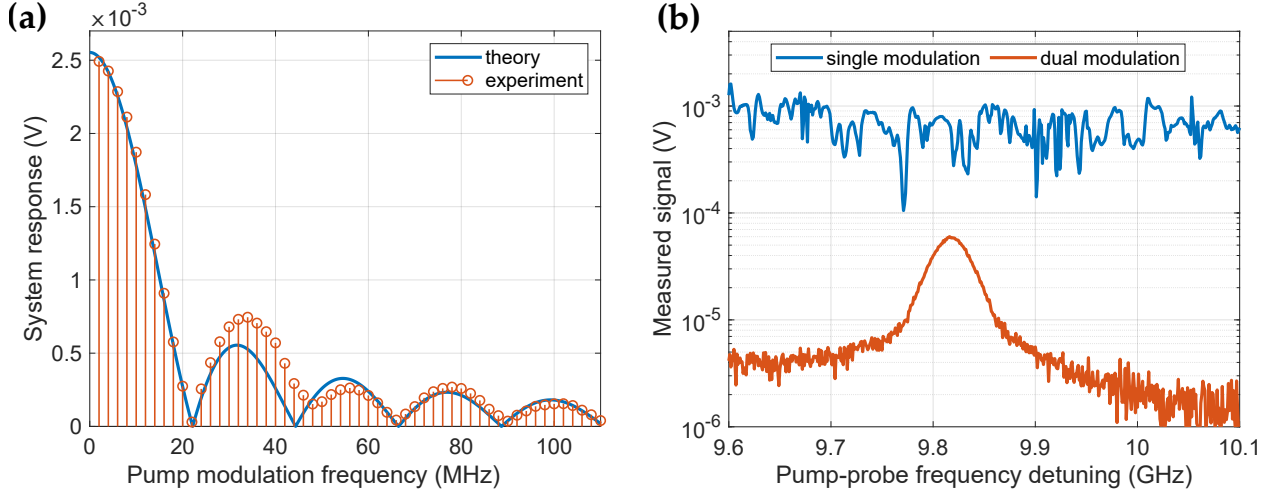 (a)
×10⁻³
2.5
2
1.5
1
0.5
0
0 20 40 60 80 100
System response (V)
Pump modulation frequency (MHz)
theory
experiment
(b)
10⁻³
10⁻⁴
10⁻⁵
10⁻⁶
9.6 9.7 9.8 9.9 10 10.1
Measured signal (V)
Pump-probe frequency detuning (GHz)
single modulation dual modulation